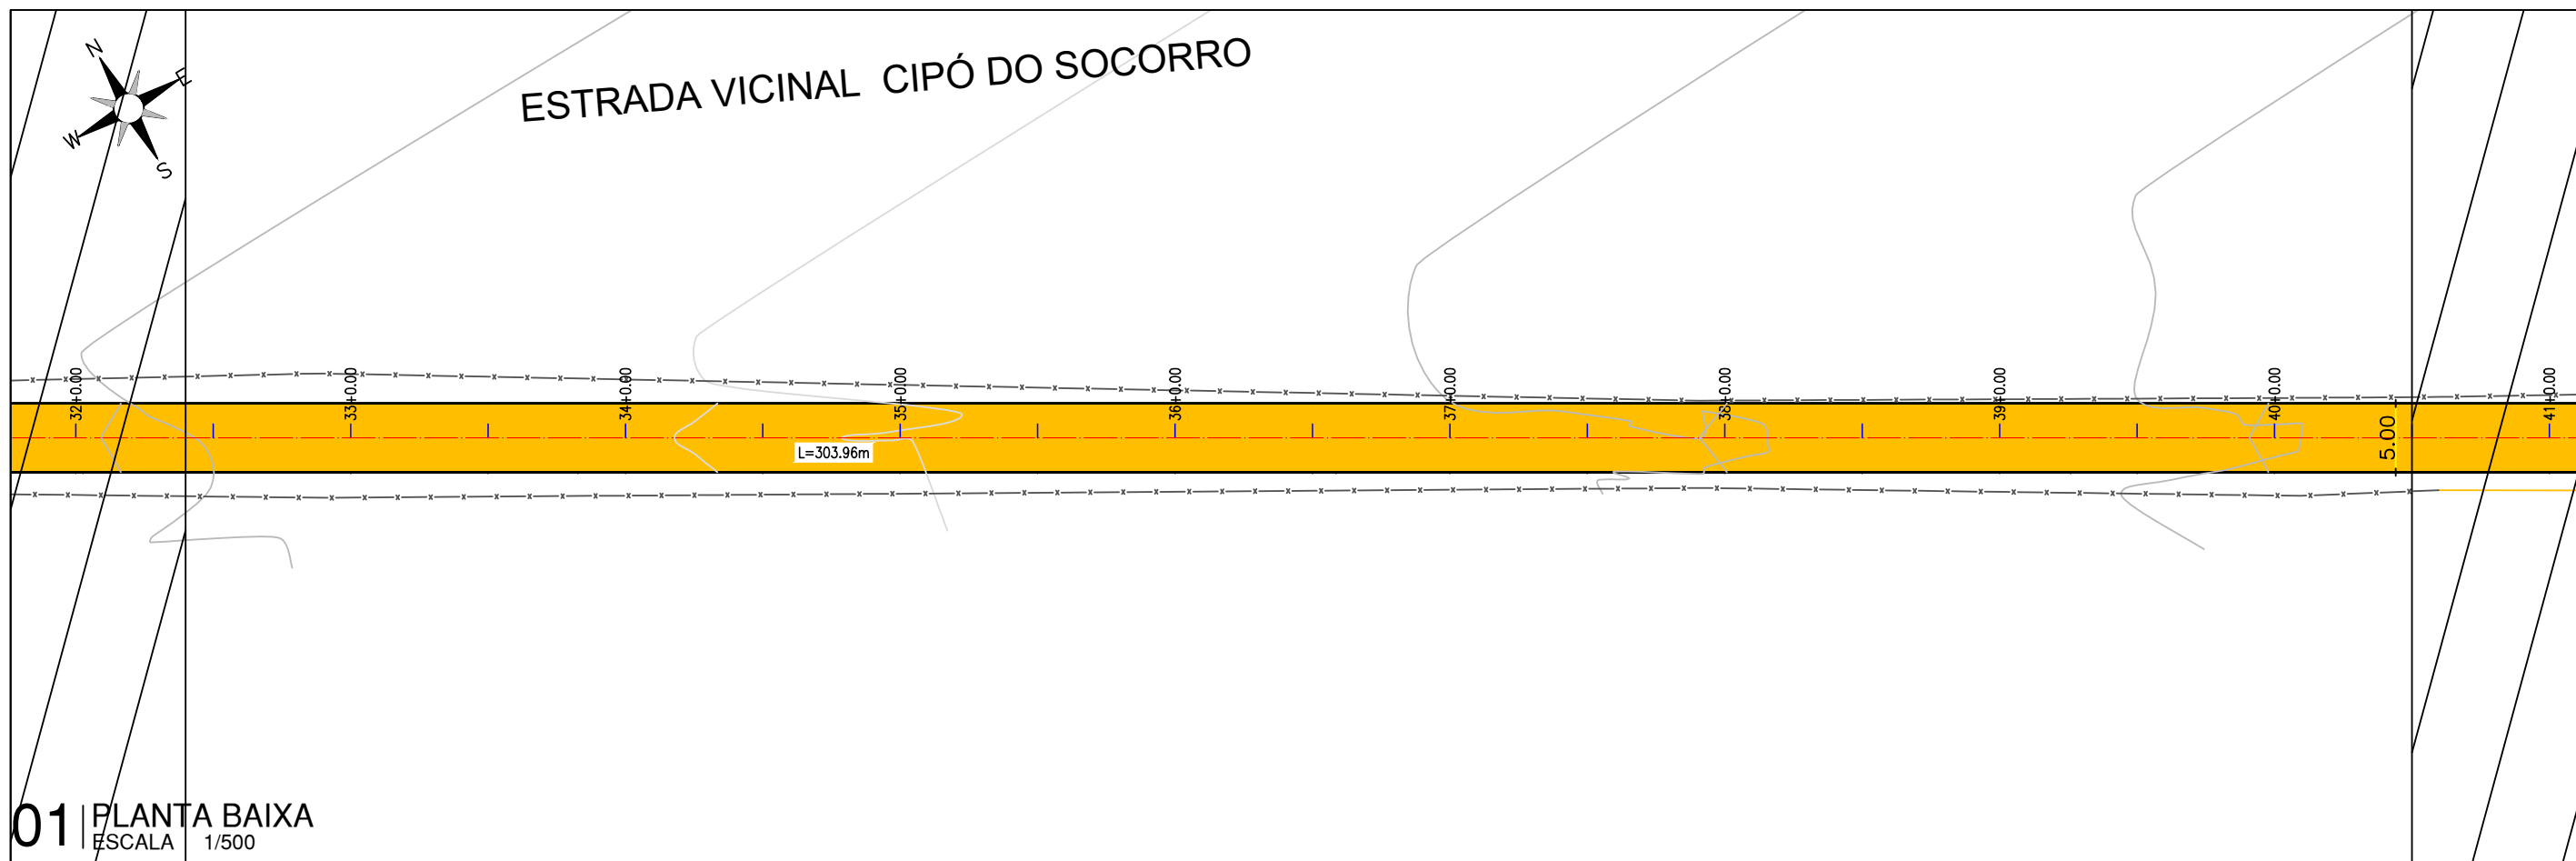 N
E
W
S
ESTRADA VICINAL CIPÓ DO SOCORRO
32+0.00
33+0.00
34+0.00
35+0.00
36+0.00
37+0.00
38+0.00
39+0.00
40+0.00
41+0.00
L=303.96m
5.00
01 PLANTA BAIXA
ESCALA 1/500